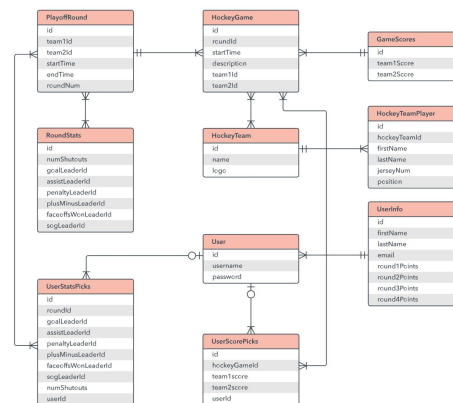 PlayoffRound
id
team1Id
team2Id
startTime
endTime
roundNum
HockeyGame
id
roundId
startTime
description
team1Id
team2Id
GameScores
id
team1Score
team2Score
RoundStats
id
numShutouts
goalLeaderId
assistLeaderId
penaltyLeaderId
plusMinusLeaderId
faceoffsWonLeaderId
sogLeaderId
HockeyTeam
id
name
logo
HockeyTeamPlayer
id
hockeyTeamId
firstName
lastName
jerseyNum
position
User
id
username
password
UserInfo
id
firstName
lastName
email
round1Points
round2Points
round3Points
round4Points
UserStatsPicks
id
roundId
goalLeaderId
assistLeaderId
penaltyLeaderId
plusMinusLeaderId
faceoffsWonLeaderId
sogLeaderId
numShutouts
userId
UserScorePicks
id
hockeyGameId
team1score
team2score
userId